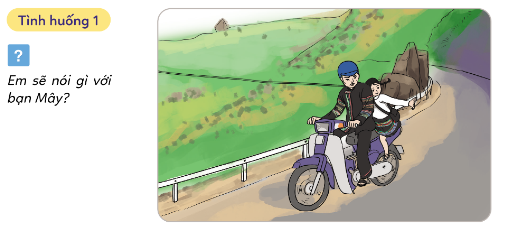 Tình huống 1
?
Em sẽ nói gì với
bạn Mây?